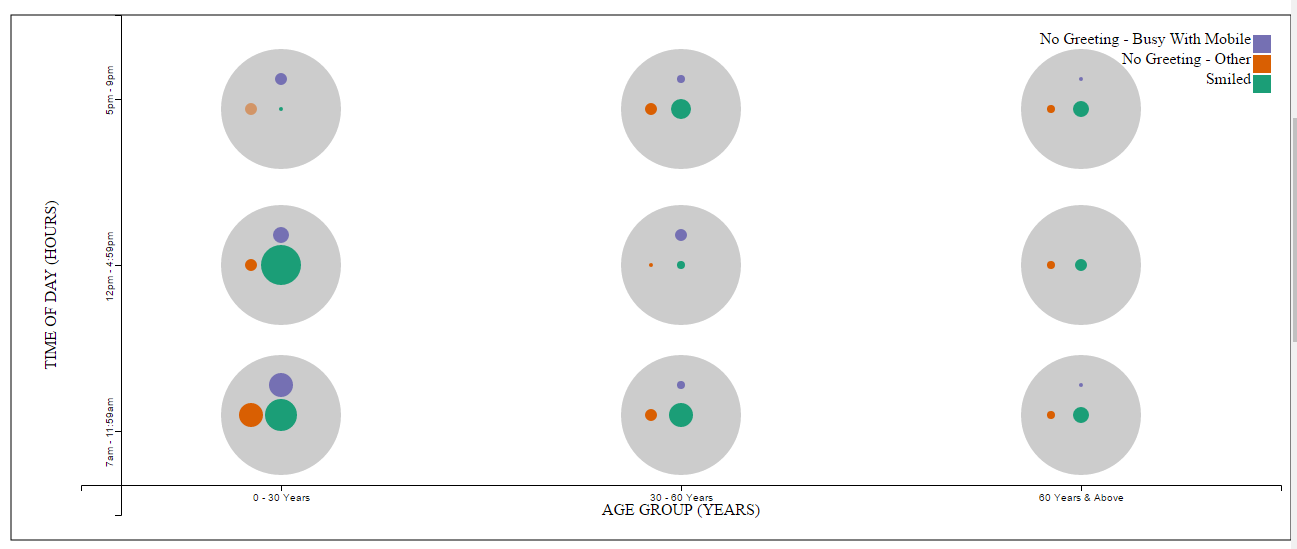 No Greeting - Busy With Mobile
No Greeting - Other
Smiled
TIME OF DAY (HOURS)
5pm - 9pm
12pm - 4:59pm
7am - 11:59am
0 - 30 Years
30 - 60 Years
60 Years & Above
AGE GROUP (YEARS)